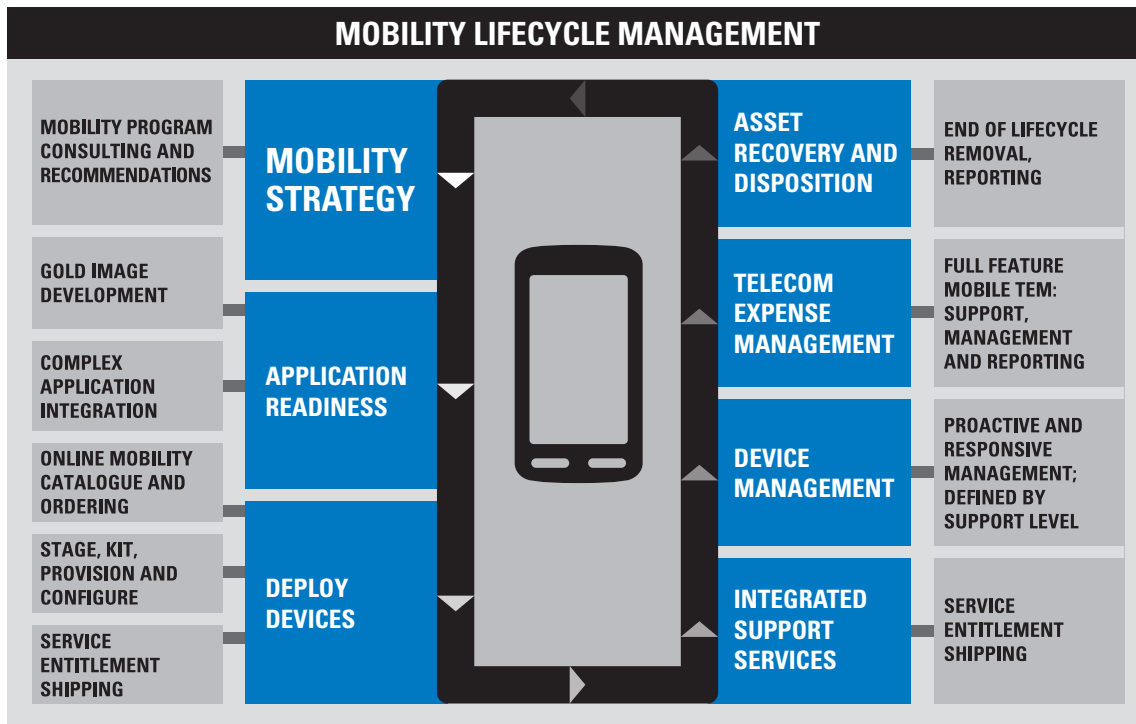 MOBILITY LIFECYCLE MANAGEMENT
MOBILITY PROGRAM
CONSULTING AND
RECOMMENDATIONS
MOBILITY
STRATEGY
GOLD IMAGE
DEVELOPMENT
COMPLEX
APPLICATION
INTEGRATION
APPLICATION
READINESS
ONLINE MOBILITY
CATALOGUE AND
ORDERING
STAGE, KIT,
PROVISION AND
CONFIGURE
SERVICE
ENTITLEMENT
SHIPPING
DEPLOY
DEVICES
ASSET
RECOVERY AND
DISPOSITION
END OF LIFECYCLE
REMOVAL,
REPORTING
TELECOM
EXPENSE
MANAGEMENT
FULL FEATURE
MOBILE TEM:
SUPPORT,
MANAGEMENT
AND REPORTING
DEVICE
MANAGEMENT
PROACTIVE AND
RESPONSIVE
MANAGEMENT;
DEFINED BY
SUPPORT LEVEL
INTEGRATED
SUPPORT
SERVICES
SERVICE
ENTITLEMENT
SHIPPING